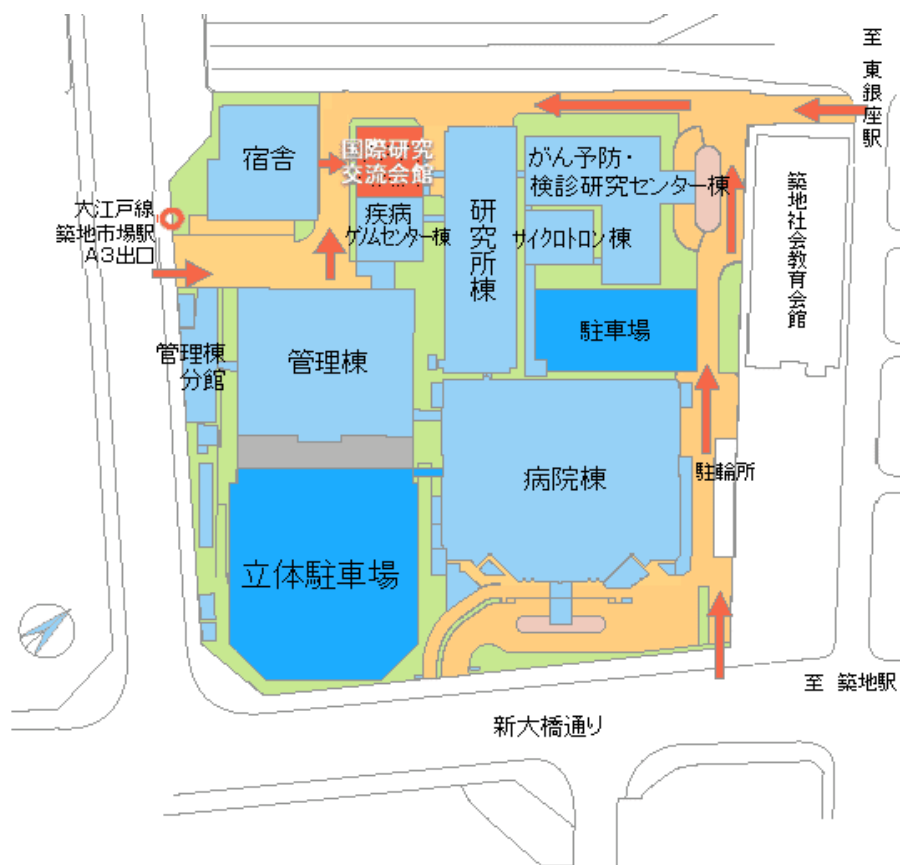 至
東
銀
座
駅
宿舎
国際研究
交流会館
がん予防・
検診研究センター棟
築地社会教育会館
大江戸線
築地市場駅
A3出口
疾病
ゲノムセンター棟
研究所棟
サイクロトロン棟
駐車場
管理棟
分館
管理棟
病院棟
駐輪所
立体駐車場
至 築地駅
新大橋通り